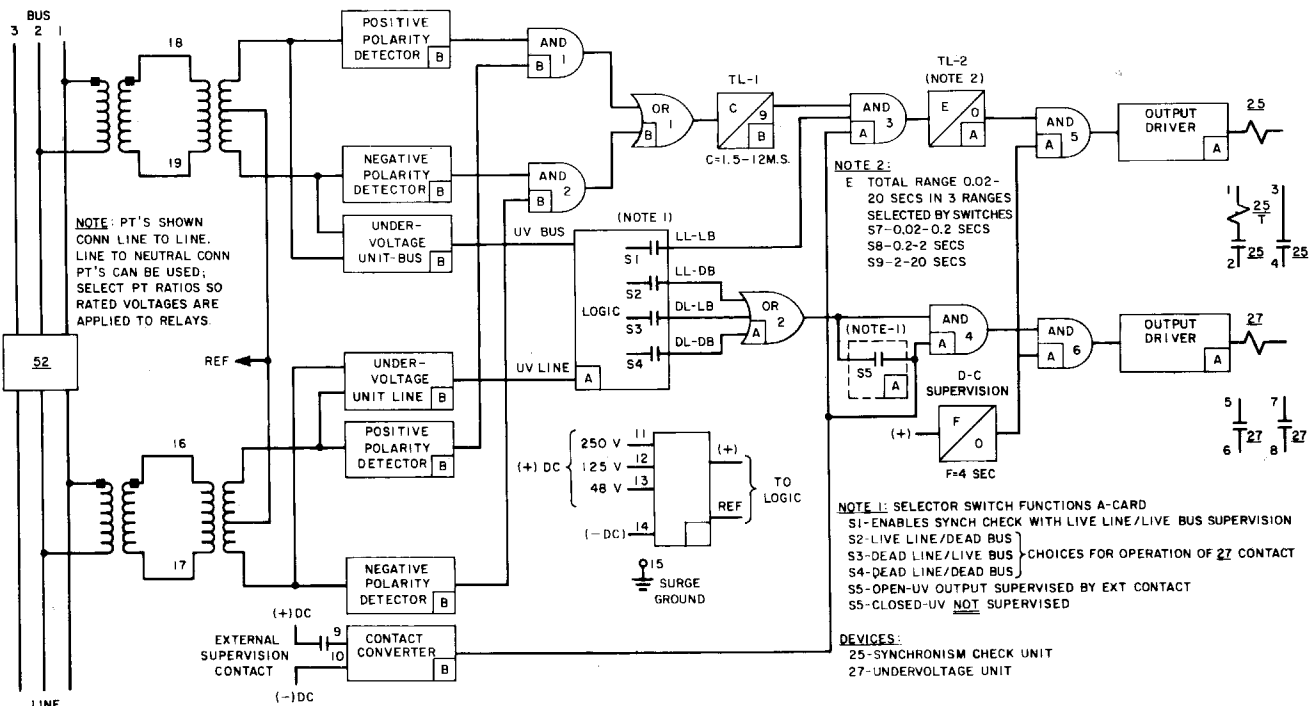 BUS
3 2 1
18
19
NOTE: PT'S SHOWN
CONN LINE TO LINE.
LINE TO NEUTRAL CONN
PT'S CAN BE USED;
SELECT PT RATIOS SO
RATED VOLTAGES ARE
APPLIED TO RELAYS.
52
REF
16
17
LINE
POSITIVE
POLARITY
DETECTOR
B
NEGATIVE
POLARITY
DETECTOR
B
UNDER-
VOLTAGE
UNIT-BUS
B
UNDER-
VOLTAGE
UNIT LINE
B
POSITIVE
POLARITY
DETECTOR
B
NEGATIVE
POLARITY
DETECTOR
B
(+)DC
EXTERNAL
SUPERVISION
CONTACT
9
10
(-)DC
CONTACT
CONVERTER
B
AND
B 1
AND
B 2
OR
B 1
UV BUS
UV LINE
(NOTE 1)
LOGIC
S1
S2
S3
S4
A
LL-LB
LL-DB
DL-LB
DL-DB
OR
A 2
TL-1
C
9
B
C=1.5-12M.S.
AND
A 3
TL-2
(NOTE 2)
E
0
A
NOTE 2:
E TOTAL RANGE 0.02-
20 SECS IN 3 RANGES
SELECTED BY SWITCHES
S7-0.02-0.2 SECS
S8-0.2-2 SECS
S9-2-20 SECS
AND
A 5
OUTPUT
DRIVER
A
25
1 3
25
T
25 25
2 4
(NOTE-1)
S5
A
AND
A 4
AND
A 6
OUTPUT
DRIVER
A
27
D-C
SUPERVISION
(+)
F
0
F=4 SEC
5 7
27 27
6 8
(+) DC
250 V 11
125 V 12
48 V 13
(-DC) 14
(+)
REF
TO
LOGIC
15
SURGE
GROUND
NOTE 1: SELECTOR SWITCH FUNCTIONS A-CARD
S1-ENABLES SYNCH CHECK WITH LIVE LINE/LIVE BUS SUPERVISION
S2-LIVE LINE/DEAD BUS
S3-DEAD LINE/LIVE BUS
S4-DEAD LINE/DEAD BUS
CHOICES FOR OPERATION OF 27 CONTACT
S5-OPEN-UV OUTPUT SUPERVISED BY EXT CONTACT
S5-CLOSED-UV NOT SUPERVISED
DEVICES:
25-SYNCHRONISM CHECK UNIT
27-UNDERVOLTAGE UNIT